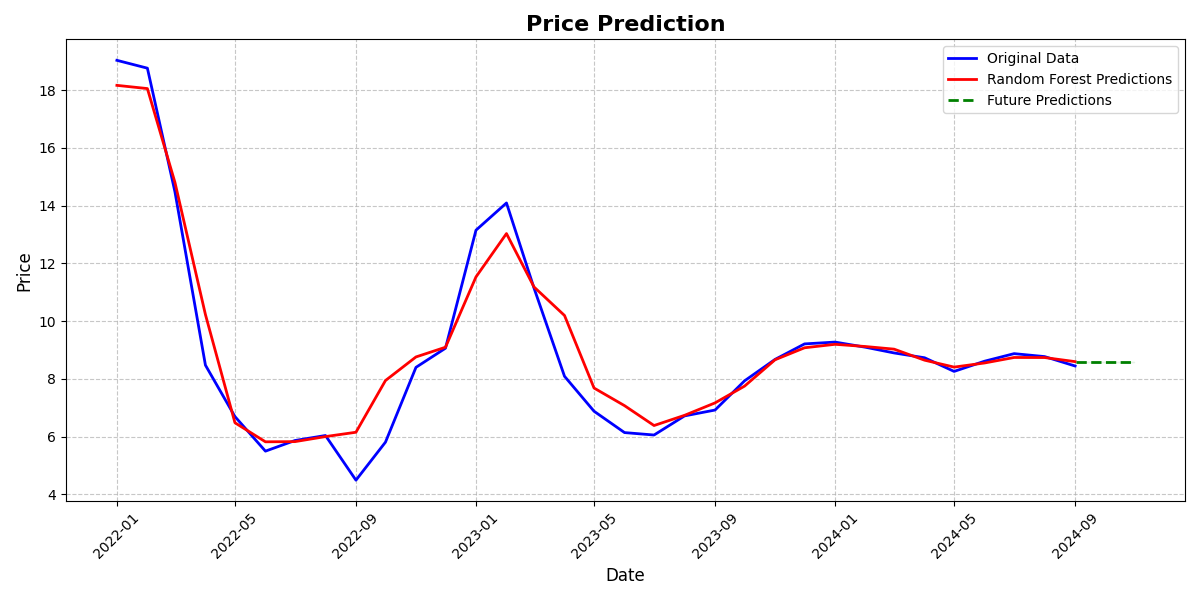 Price Prediction
Original Data
Random Forest Predictions
Future Predictions
Price
18
16
14
12
10
8
6
4
2022-01
2022-05
2022-09
2023-01
2023-05
2023-09
2024-01
2024-05
2024-09
Date